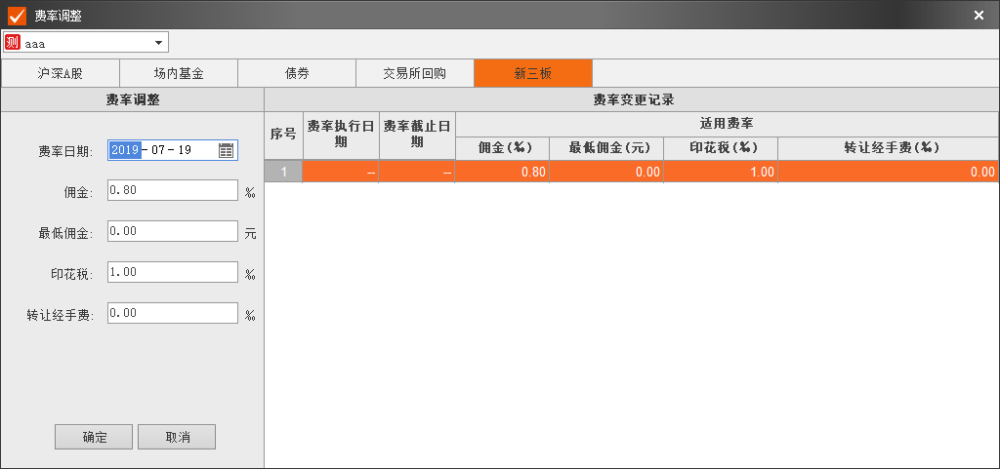 费率调整
测 aaa
沪深A股 场内基金 债券 交易所回购 新三板
费率调整
费率日期: 2019-07-19
佣金: 0.80 ‰
最低佣金: 0.00 元
印花税: 1.00 ‰
转让经手费: 0.00 ‰
确定 取消
费率变更记录
序号 费率执行日期 费率截止日期 适用费率
佣金(‰) 最低佣金(元) 印花税(‰) 转让经手费(‰)
1 -- -- 0.80 0.00 1.00 0.00